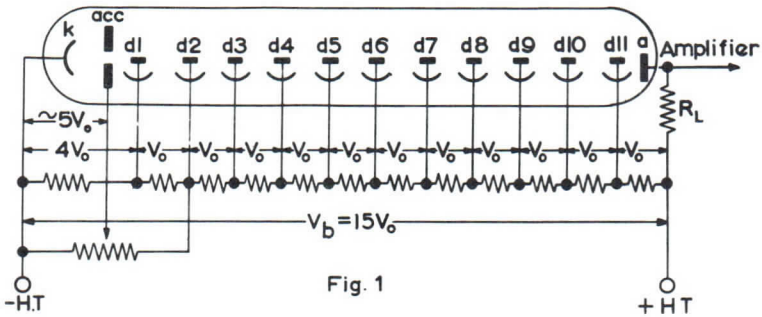 k acc
d1 d2 d3 d4 d5 d6 d7 d8 d9 d10 d11 a Amplifier
R_L
~5V₀
4V₀ V₀ V₀ V₀ V₀ V₀ V₀ V₀ V₀ V₀ V₀ V₀
V_b=15V₀
Fig. 1
-H.T + H T